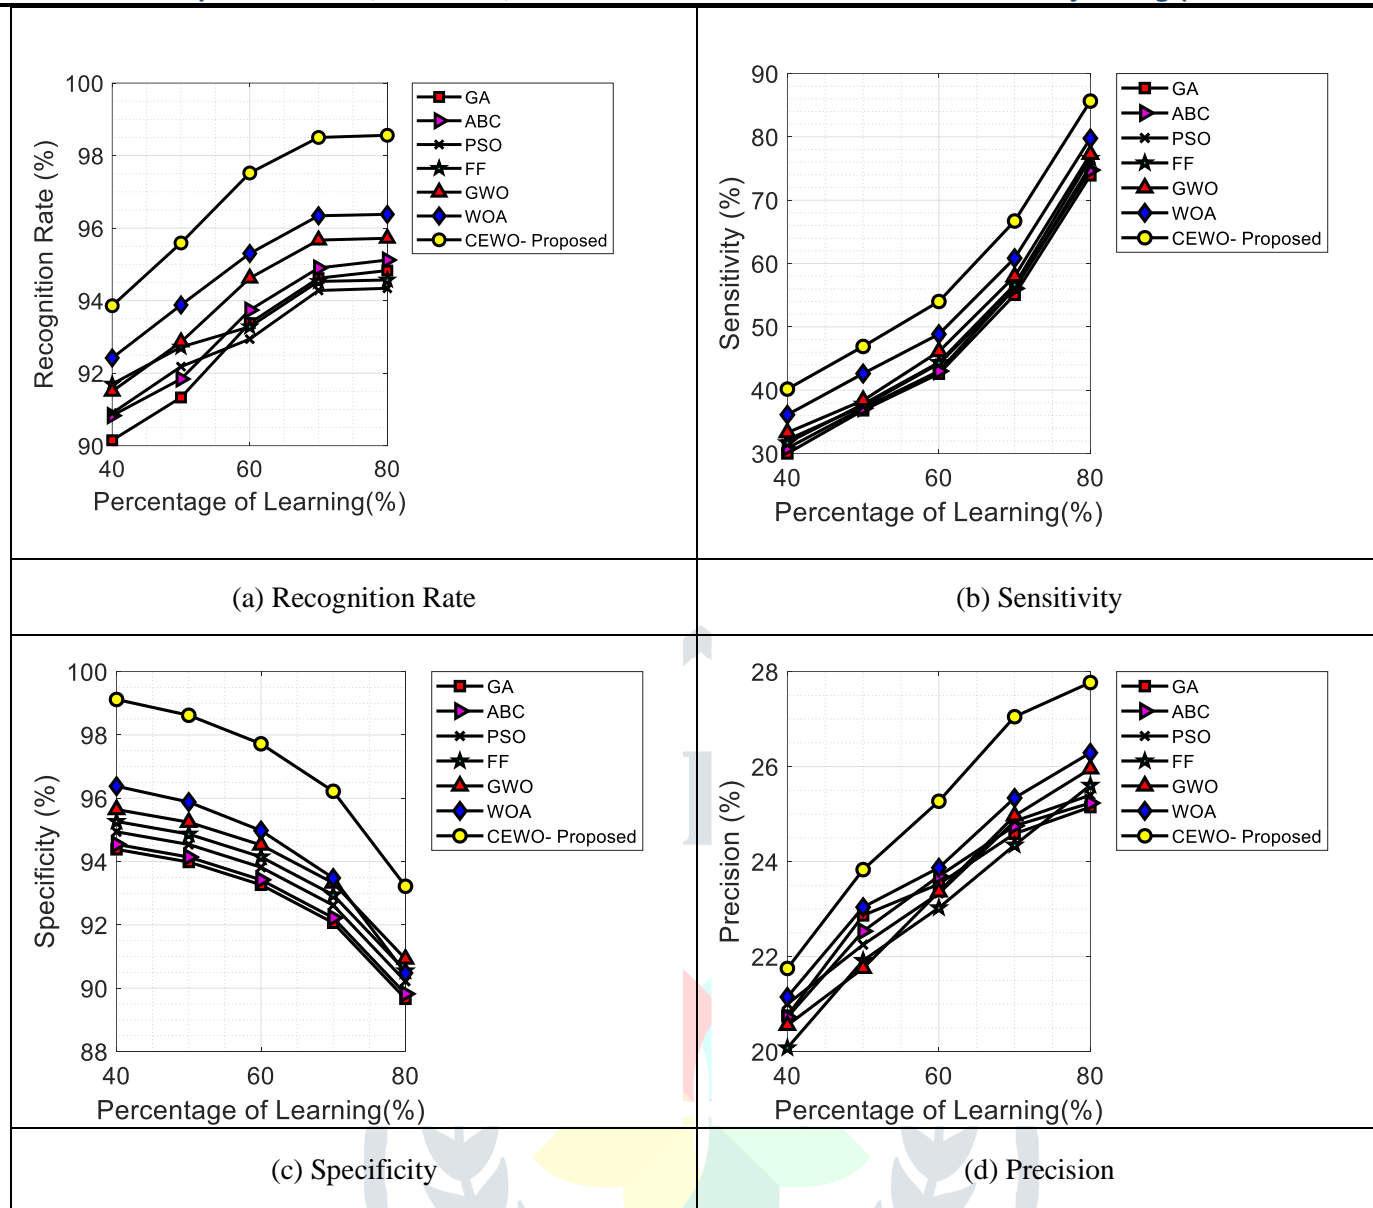 100
98
96
94
92
90
40
60
80
Recognition Rate (%)
Percentage of Learning(%)
GA
ABC
PSO
FF
GWO
WOA
CEWO- Proposed
90
80
70
60
50
40
30
40
60
80
Sensitivity (%)
Percentage of Learning(%)
GA
ABC
PSO
FF
GWO
WOA
CEWO- Proposed
(a) Recognition Rate
(b) Sensitivity
100
98
96
94
92
90
88
40
60
80
Specificity (%)
Percentage of Learning(%)
GA
ABC
PSO
FF
GWO
WOA
CEWO- Proposed
28
26
24
22
20
40
60
80
Precision (%)
Percentage of Learning(%)
GA
ABC
PSO
FF
GWO
WOA
CEWO- Proposed
(c) Specificity
(d) Precision